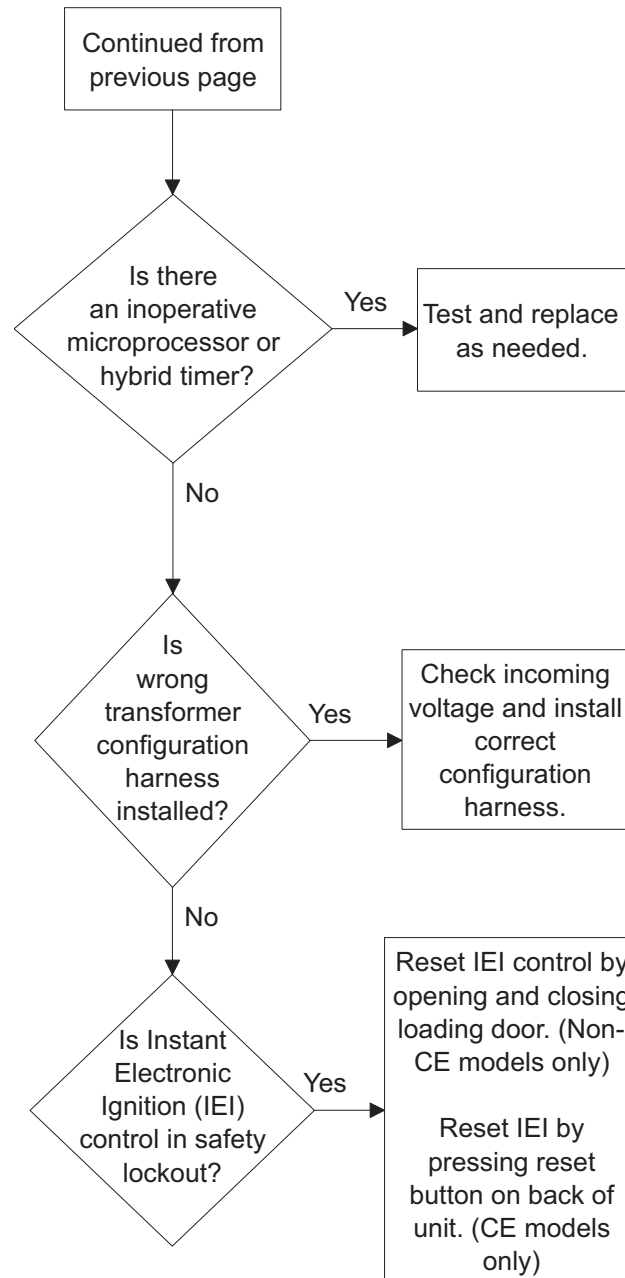 Continued from
previous page
Is there
an inoperative
microprocessor or
hybrid timer?
Yes
Test and replace
as needed.
No
Is
wrong
transformer
configuration
harness
installed?
Yes
Check incoming
voltage and install
correct
configuration
harness.
No
Is Instant
Electronic
Ignition (IEI)
control in safety
lockout?
Yes
Reset IEI control by
opening and closing
loading door. (Non-
CE models only)
Reset IEI by
pressing reset
button on back of
unit. (CE models
only)